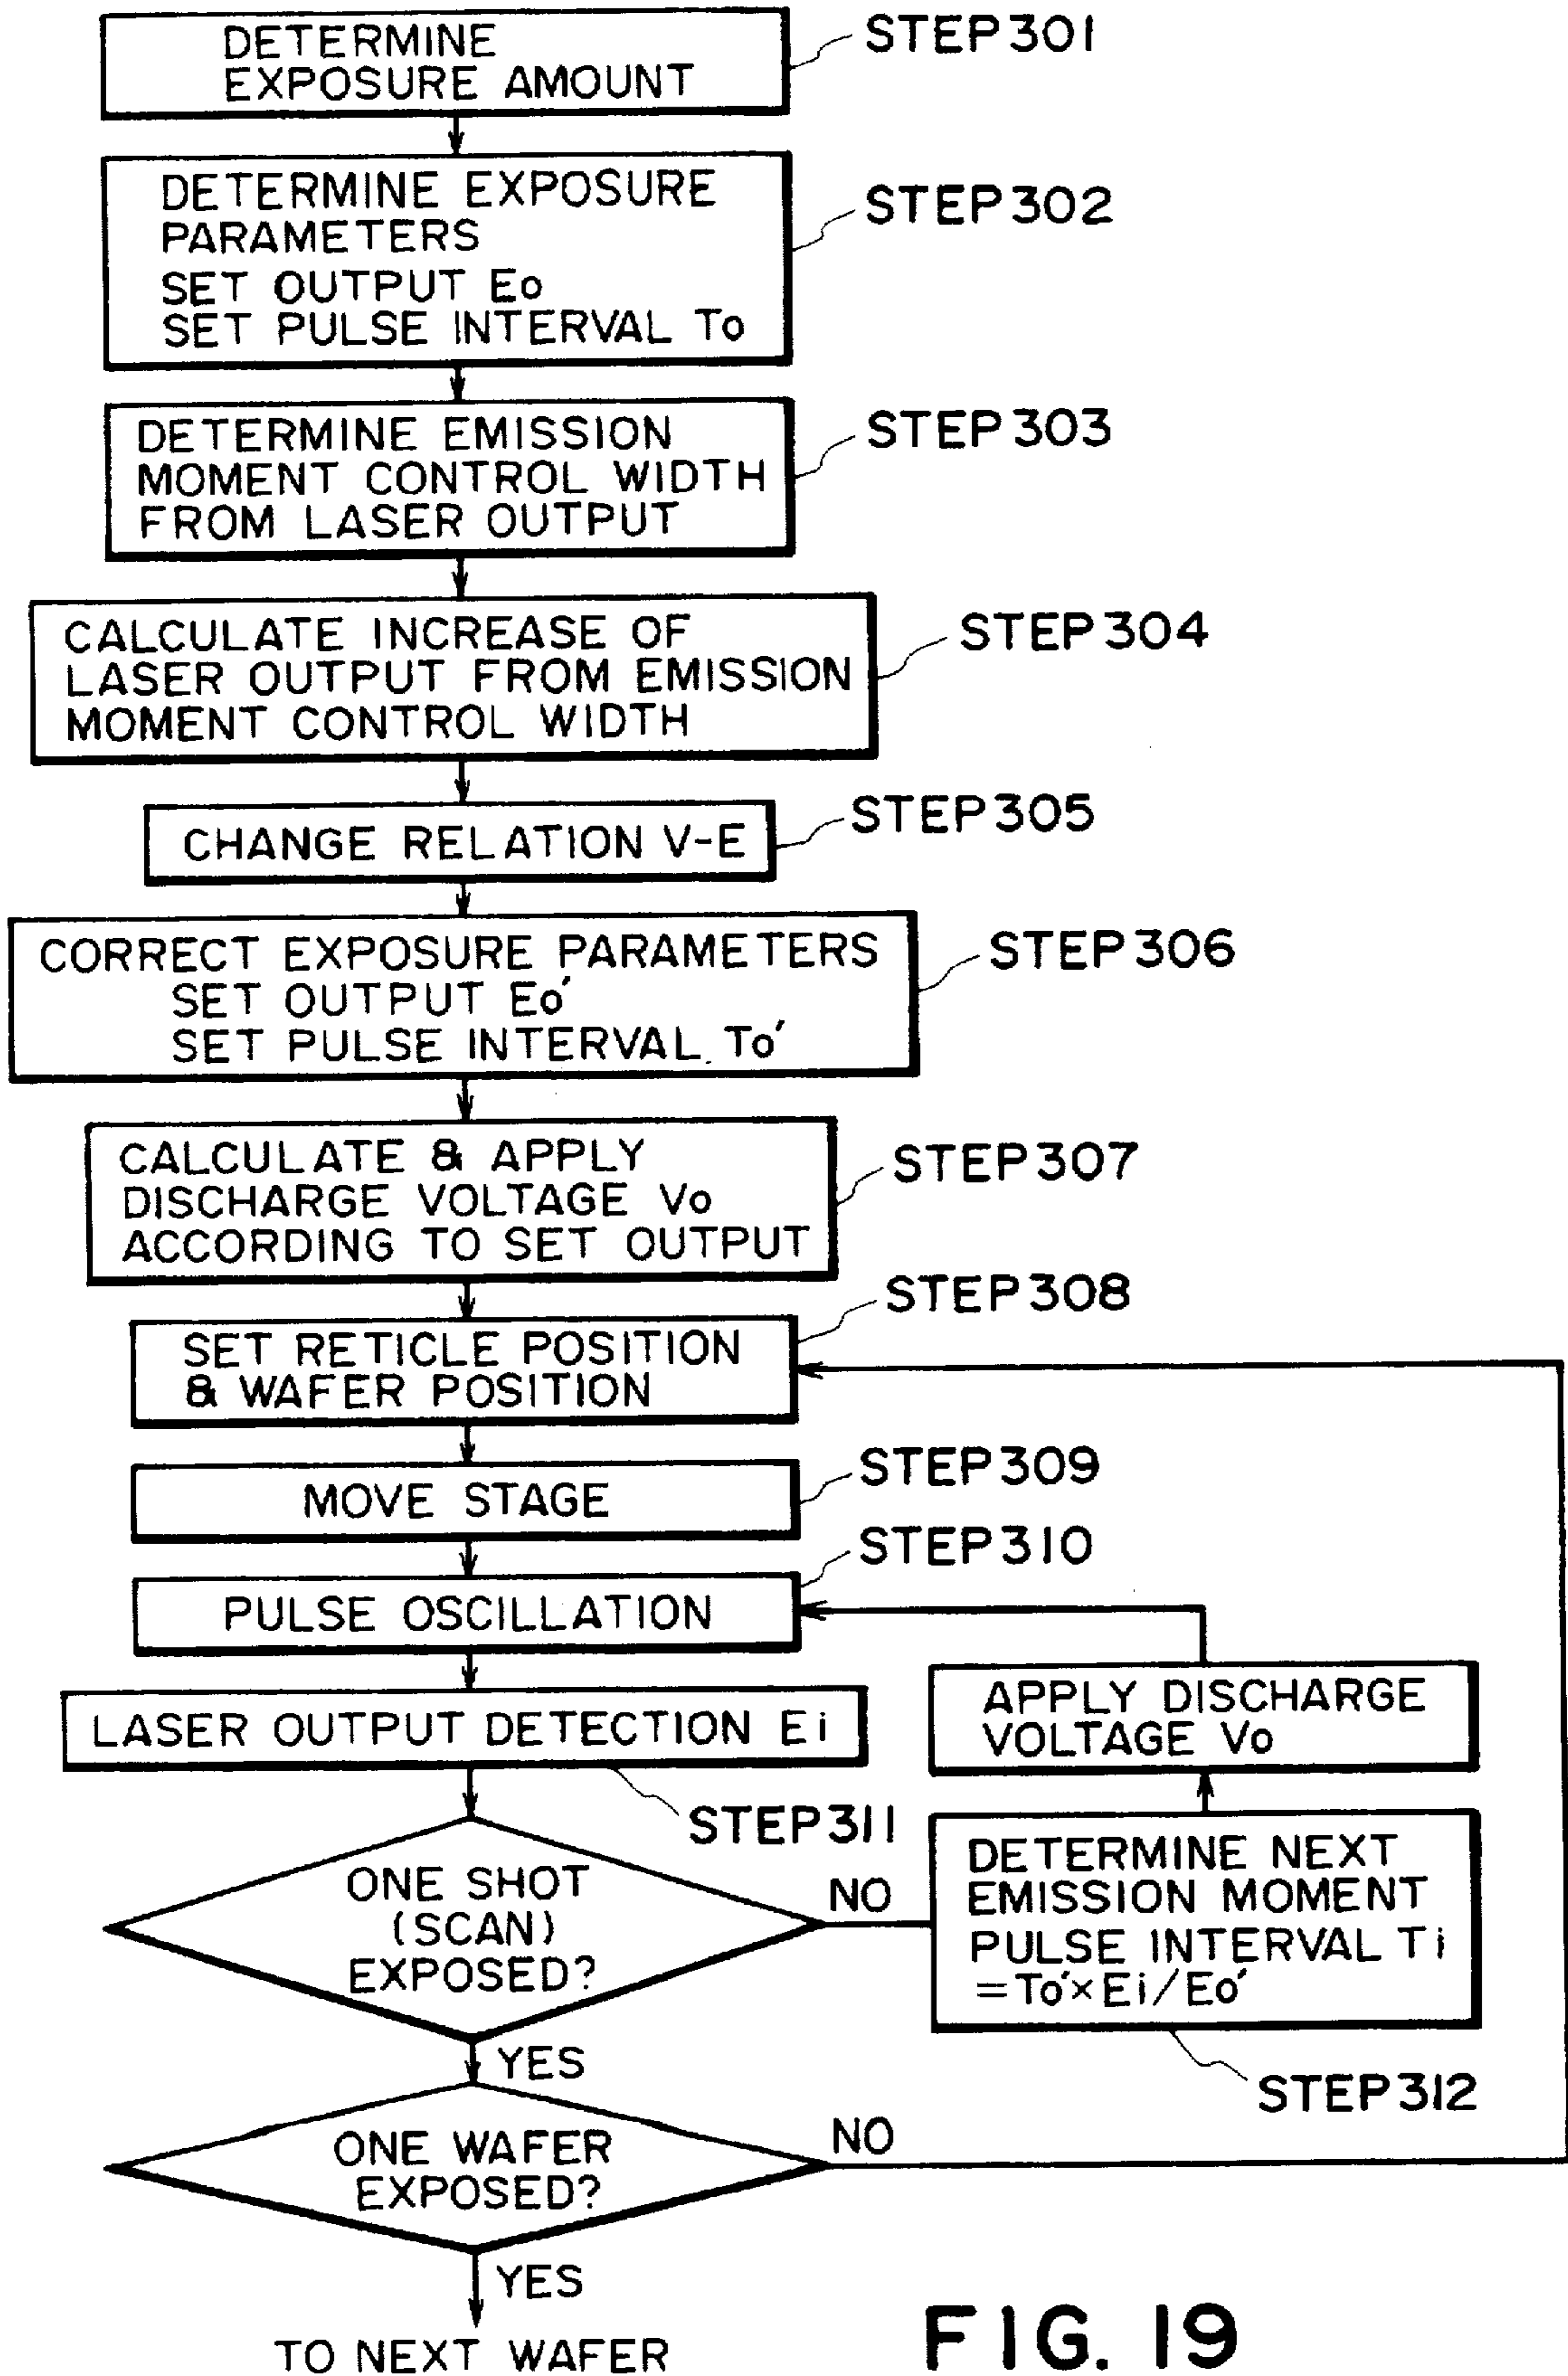 DETERMINE
EXPOSURE AMOUNT
STEP301
DETERMINE EXPOSURE
PARAMETERS
SET OUTPUT Eo
SET PULSE INTERVAL To
STEP302
DETERMINE EMISSION
MOMENT CONTROL WIDTH
FROM LASER OUTPUT
STEP303
CALCULATE INCREASE OF
LASER OUTPUT FROM EMISSION
MOMENT CONTROL WIDTH
STEP304
CHANGE RELATION V-E
STEP305
CORRECT EXPOSURE PARAMETERS
SET OUTPUT Eo'
SET PULSE INTERVAL To'
STEP306
CALCULATE & APPLY
DISCHARGE VOLTAGE Vo
ACCORDING TO SET OUTPUT
STEP307
SET RETICLE POSITION
& WAFER POSITION
STEP308
MOVE STAGE
STEP309
PULSE OSCILLATION
STEP310
LASER OUTPUT DETECTION Ei
STEP311
ONE SHOT
(SCAN)
EXPOSED?
NO
YES
DETERMINE NEXT
EMISSION MOMENT
PULSE INTERVAL Ti
=To'×Ei/Eo'
STEP312
APPLY DISCHARGE
VOLTAGE Vo
ONE WAFER
EXPOSED?
NO
YES
TO NEXT WAFER
FIG. 19